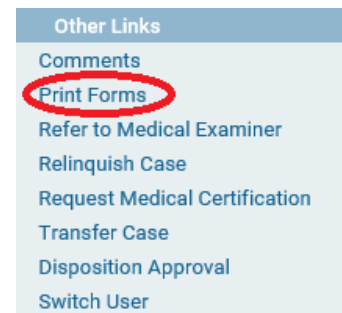 Other Links
Comments
Print Forms
Refer to Medical Examiner
Relinquish Case
Request Medical Certification
Transfer Case
Disposition Approval
Switch User